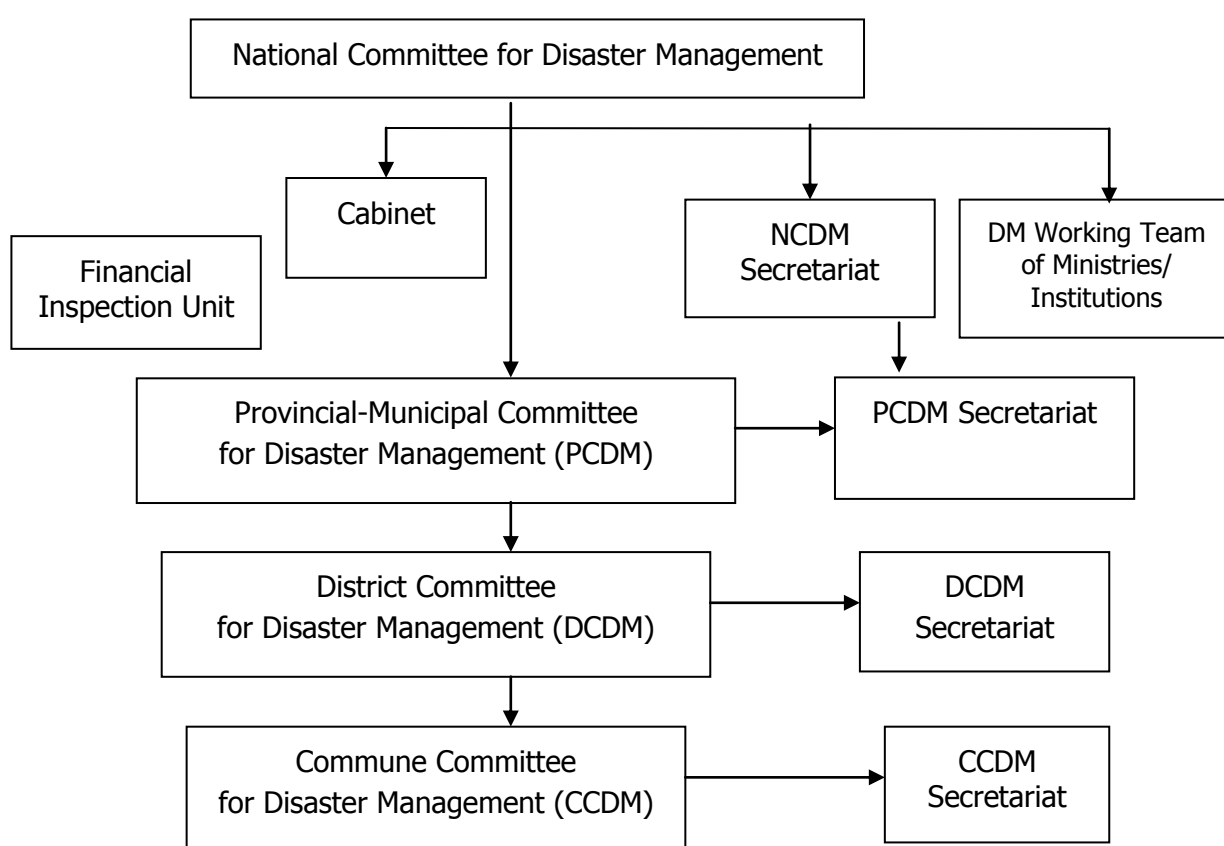 National Committee for Disaster Management
Cabinet
NCDM
Secretariat
DM Working Team
of Ministries/
Institutions
Financial
Inspection Unit
Provincial-Municipal Committee
for Disaster Management (PCDM)
PCDM Secretariat
District Committee
for Disaster Management (DCDM)
DCDM
Secretariat
Commune Committee
for Disaster Management (CCDM)
CCDM
Secretariat